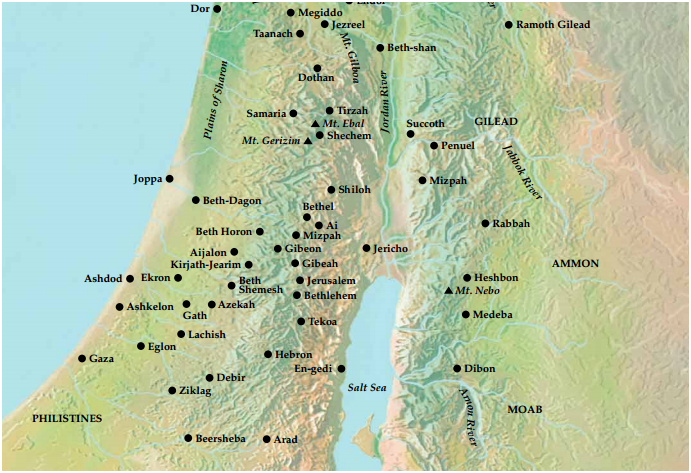 Dor
Megiddo
Jezreel
Taanach
Ramoth Gilead
Mt. Gilboa
Beth-shan
Dothan
Plains of Sharon
Jordan River
Samaria
Tirzah
Mt. Ebal
Shechem
Mt. Gerizim
Succoth
GILEAD
Penuel
Jabbok River
Joppa
Mizpah
Shiloh
Beth-Dagon
Bethel
Ai
Rabbah
Beth Horon
Mizpah
Gibeon
Jericho
Aijalon
Kirjath-Jearim
Gibeah
AMMON
Ashdod
Ekron
Beth
Shemesh
Jerusalem
Heshbon
Mt. Nebo
Bethlehem
Ashkelon
Gath
Azekah
Medeba
Tekoa
Lachish
Eglon
Gaza
Hebron
En-gedi
Dibon
Debir
Salt Sea
Ziklag
Arnon River
MOAB
PHILISTINES
Beersheba
Arad